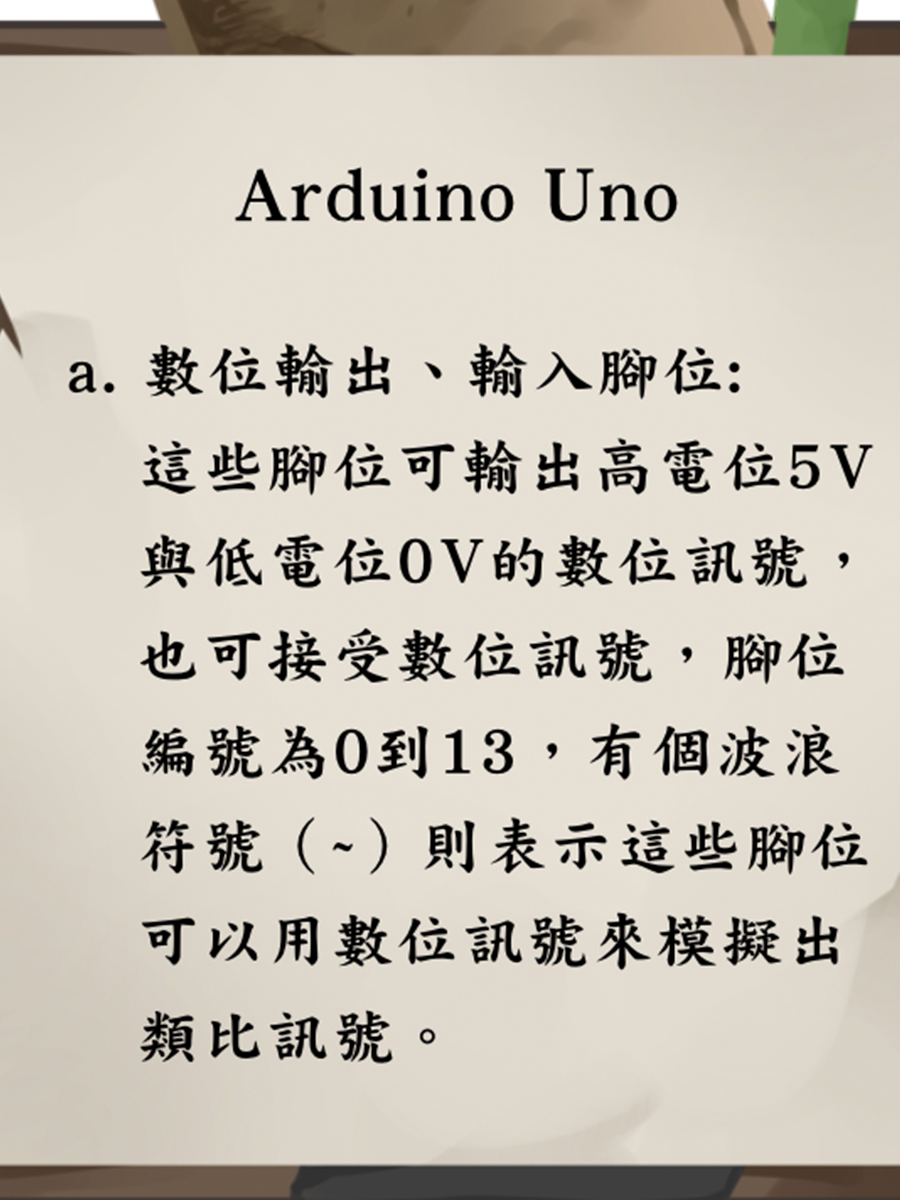 Arduino Uno
a. 數位輸出、輸入腳位:
這些腳位可輸出高電位5V
與低電位0V的數位訊號，
也可接受數位訊號，腳位
編號為0到13，有個波浪
符號（~）則表示這些腳位
可以用數位訊號來模擬出
類比訊號。